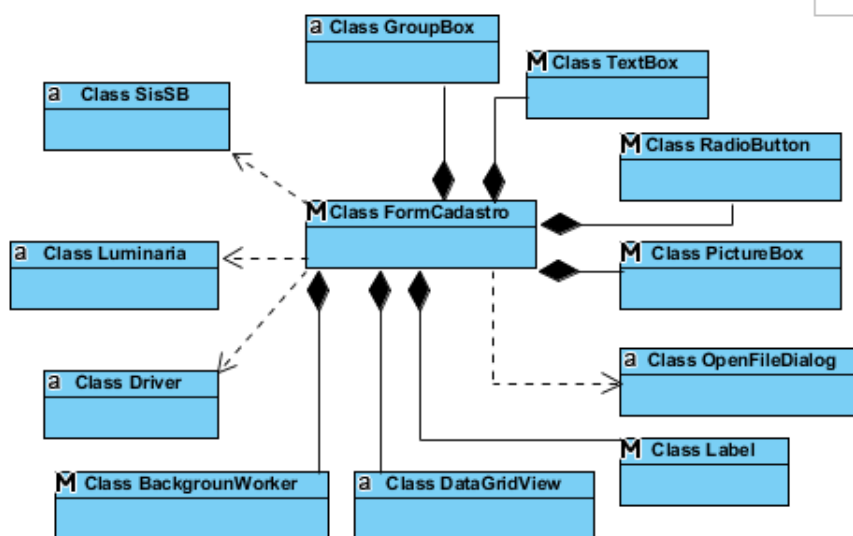 a Class GroupBox
M Class TextBox
a Class SisSB
M Class RadioButton
M Class FormCadastro
a Class Luminaria
M Class PictureBox
a Class OpenFileDialog
a Class Driver
M Class Label
M Class BackgrounWorker
a Class DataGridView